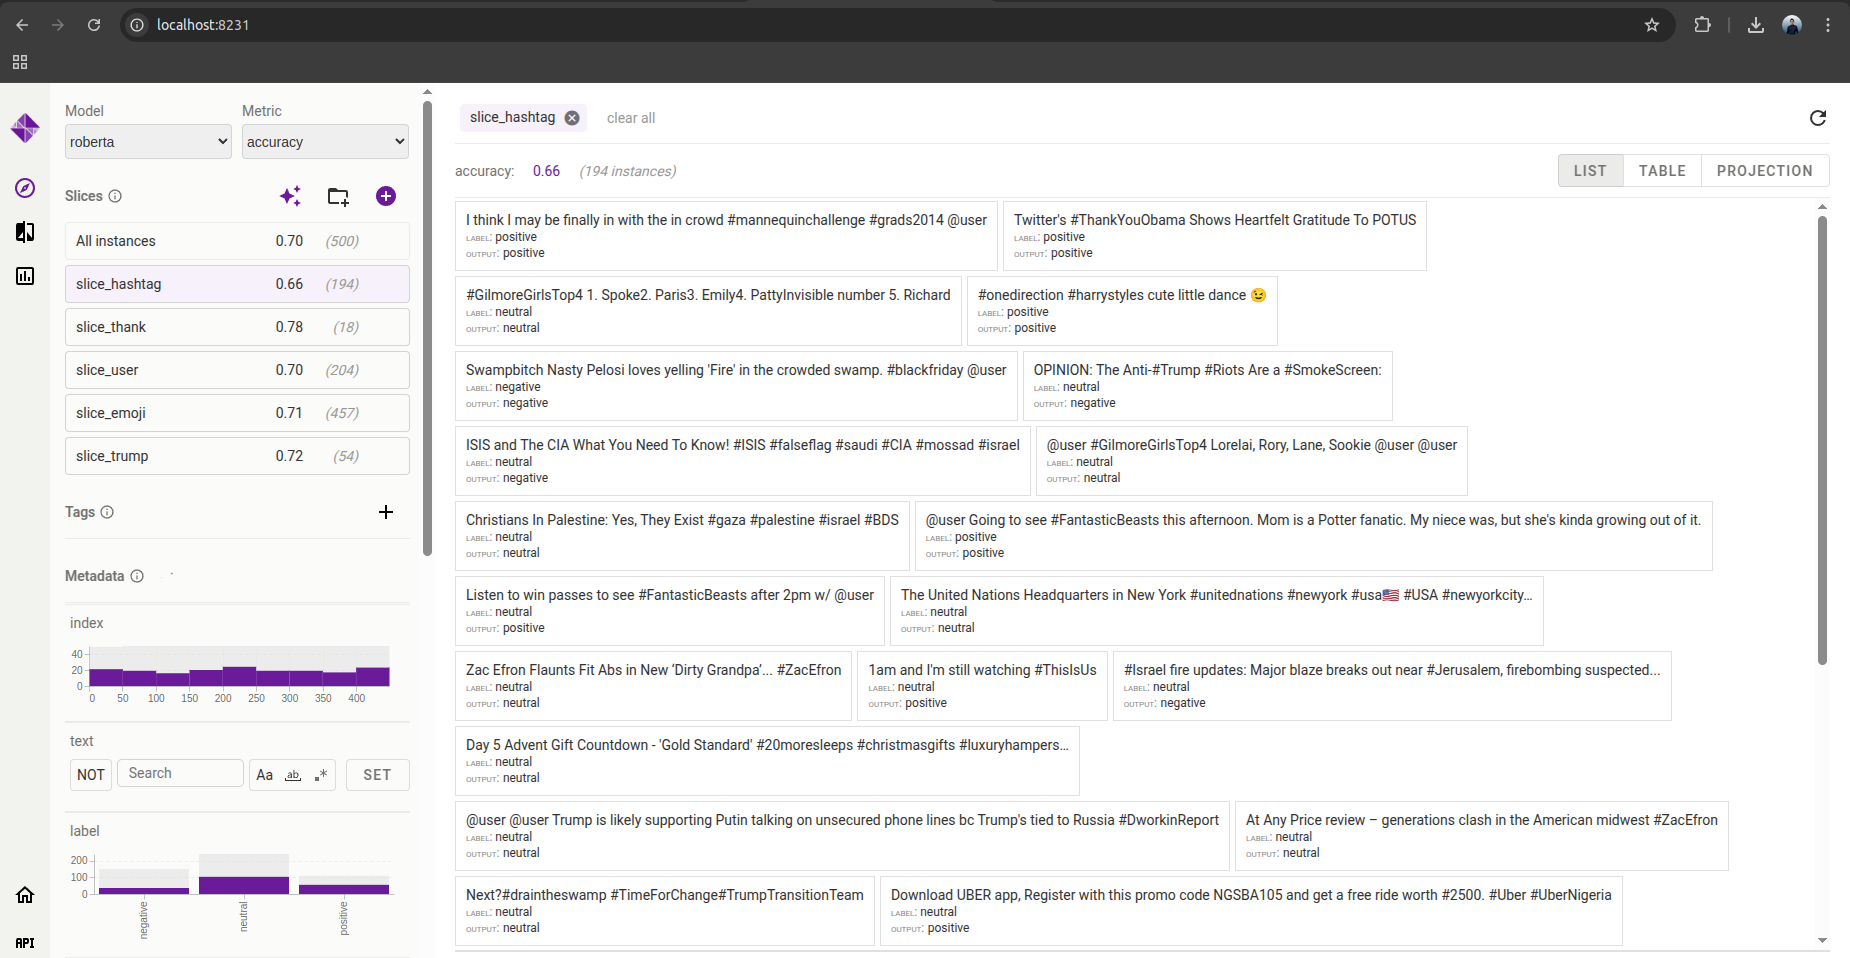 localhost:8231
Model
Metric
roberta
accuracy
Slices
All instances 0.70 (500)
slice_hashtag 0.66 (194)
slice_thank 0.78 (18)
slice_user 0.70 (204)
slice_emoji 0.71 (457)
slice_trump 0.72 (54)
Tags
Metadata
index
40
20
0
0 50 100 150 200 250 300 350 400
text
NOT Search Aa ab .* SET
label
200
100
0
negative
neutral
positive
API
slice_hashtag clear all
accuracy: 0.66 (194 instances)
LIST TABLE PROJECTION
I think I may be finally in with the in crowd #mannequinchallenge #grads2014 @user
LABEL: positive
OUTPUT: positive
Twitter's #ThankYouObama Shows Heartfelt Gratitude To POTUS
LABEL: positive
OUTPUT: positive
#GilmoreGirlsTop4 1. Spoke2. Paris3. Emily4. PattyInvisible number 5. Richard
LABEL: neutral
OUTPUT: neutral
#onedirection #harrystyles cute little dance 😉
LABEL: positive
OUTPUT: positive
Swampbitch Nasty Pelosi loves yelling 'Fire' in the crowded swamp. #blackfriday @user
LABEL: negative
OUTPUT: negative
OPINION: The Anti-#Trump #Riots Are a #SmokeScreen:
LABEL: neutral
OUTPUT: negative
ISIS and The CIA What You Need To Know! #ISIS #falseflag #saudi #CIA #mossad #israel
LABEL: neutral
OUTPUT: negative
@user #GilmoreGirlsTop4 Lorelai, Rory, Lane, Sookie @user @user
LABEL: neutral
OUTPUT: neutral
Christians In Palestine: Yes, They Exist #gaza #palestine #israel #BDS
LABEL: neutral
OUTPUT: neutral
@user Going to see #FantasticBeasts this afternoon. Mom is a Potter fanatic. My niece was, but she's kinda growing out of it.
LABEL: positive
OUTPUT: positive
Listen to win passes to see #FantasticBeasts after 2pm w/ @user
LABEL: neutral
OUTPUT: positive
The United Nations Headquarters in New York #unitednations #newyork #usa🇺🇸 #USA #newyorkcity...
LABEL: neutral
OUTPUT: neutral
Zac Efron Flaunts Fit Abs in New ‘Dirty Grandpa’... #ZacEfron
LABEL: neutral
OUTPUT: neutral
1am and I'm still watching #ThisIsUs
LABEL: neutral
OUTPUT: positive
#Israel fire updates: Major blaze breaks out near #Jerusalem, firebombing suspected...
LABEL: neutral
OUTPUT: negative
Day 5 Advent Gift Countdown - 'Gold Standard' #20moresleeps #christmasgifts #luxuryhampers...
LABEL: neutral
OUTPUT: neutral
@user @user Trump is likely supporting Putin talking on unsecured phone lines bc Trump's tied to Russia #DworkinReport
LABEL: neutral
OUTPUT: neutral
At Any Price review – generations clash in the American midwest #ZacEfron
LABEL: neutral
OUTPUT: neutral
Next?#draintheswamp #TimeForChange#TrumpTransitionTeam
LABEL: neutral
OUTPUT: neutral
Download UBER app, Register with this promo code NGSBA105 and get a free ride worth #2500. #Uber #UberNigeria
LABEL: neutral
OUTPUT: positive